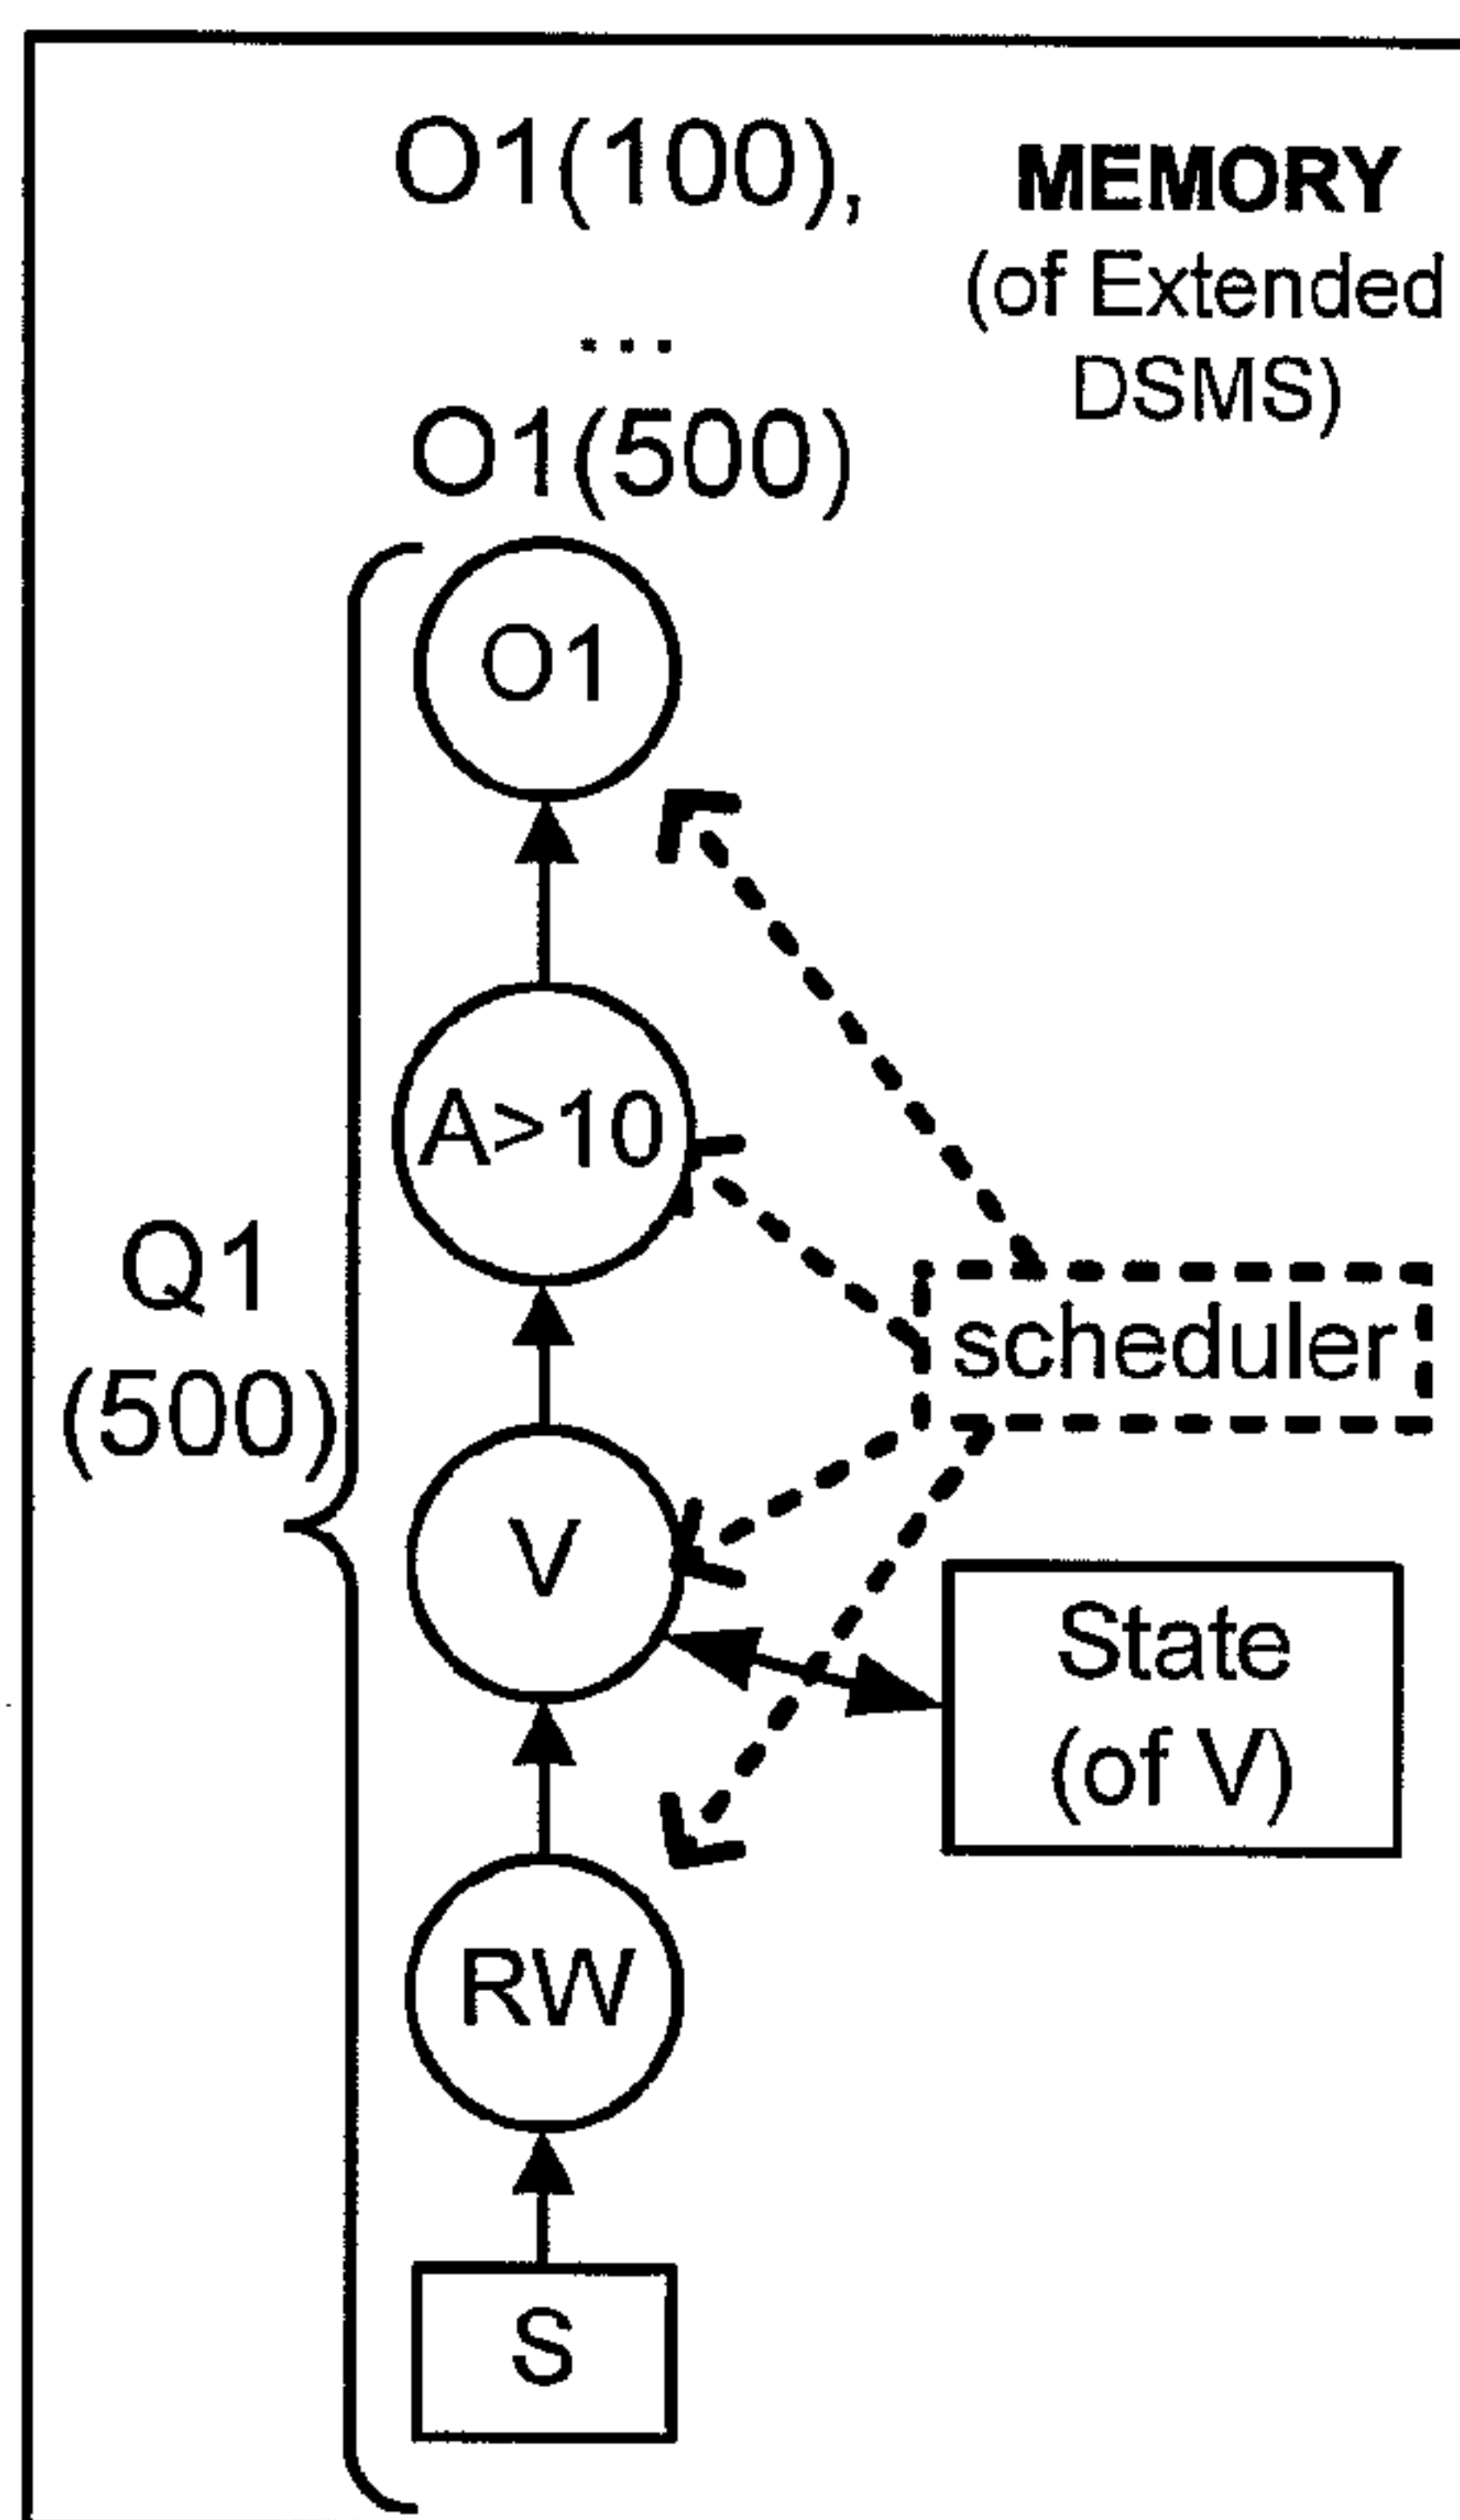 O1(100),
...
O1(500)
MEMORY
(of Extended
DSMS)
O1
A>10
Q1
(500)
scheduler
V
State
(of V)
RW
S